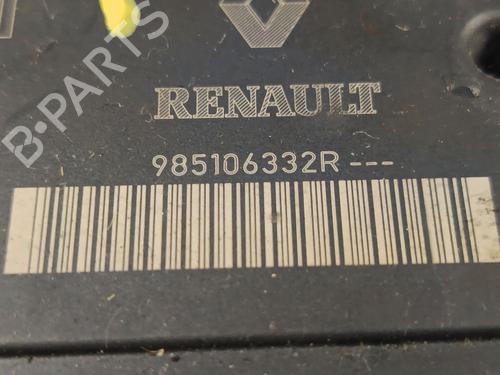 B-PARTS
RENAULT
985106332R ---